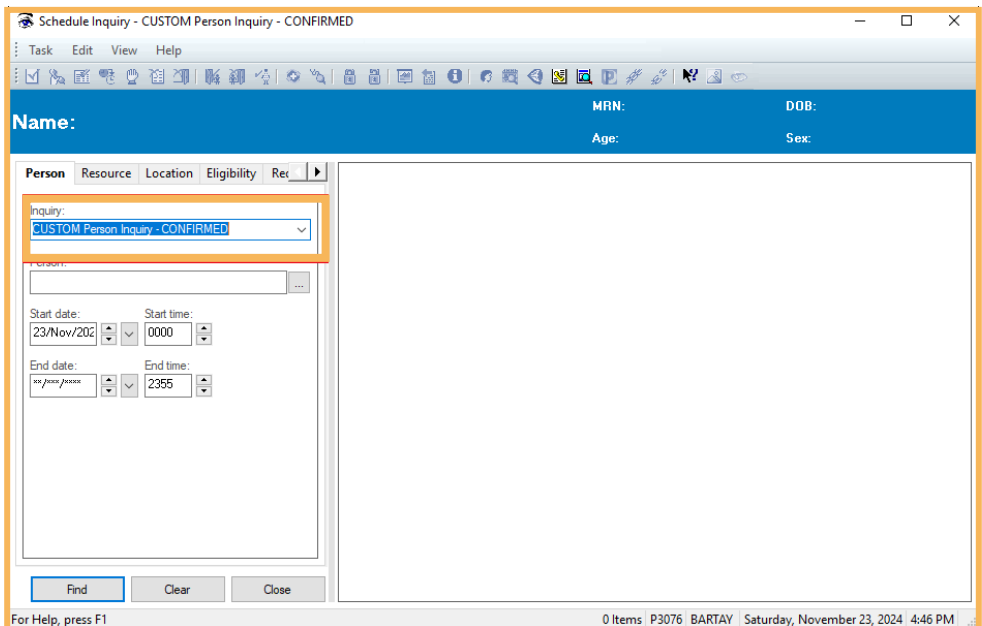 Schedule Inquiry - CUSTOM Person Inquiry - CONFIRMED
Task Edit View Help
Name:
MRN: DOB:
Age: Sex:
Person Resource Location Eligibility Rec
Inquiry:
CUSTOM Person Inquiry - CONFIRMED
Person:
...
Start date: Start time:
23/Nov/202 0000
End date: End time:
**/***/**** 2355
Find Clear Close
For Help, press F1 0 Items P3076 BARTAY Saturday, November 23, 2024 4:46 PM